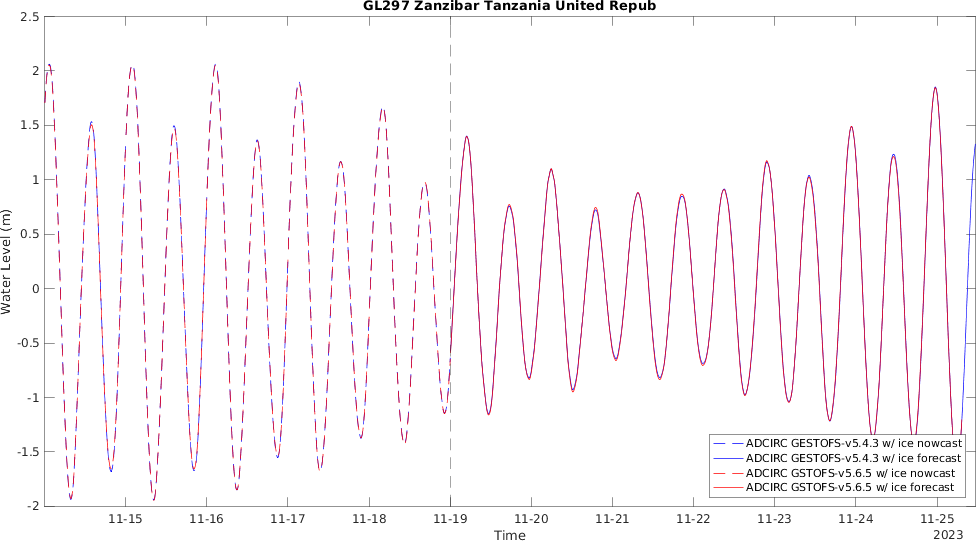 GL297 Zanzibar Tanzania United Repub
2.5
2
1.5
1
0.5
0
-0.5
-1
-1.5
-2
Water Level (m)
ADCIRC GESTOFS-v5.4.3 w/ ice nowcast
ADCIRC GESTOFS-v5.4.3 w/ ice forecast
ADCIRC GSTOFS-v5.6.5 w/ ice nowcast
ADCIRC GSTOFS-v5.6.5 w/ ice forecast
11-15 11-16 11-17 11-18 11-19 11-20 11-21 11-22 11-23 11-24 11-25
Time 2023